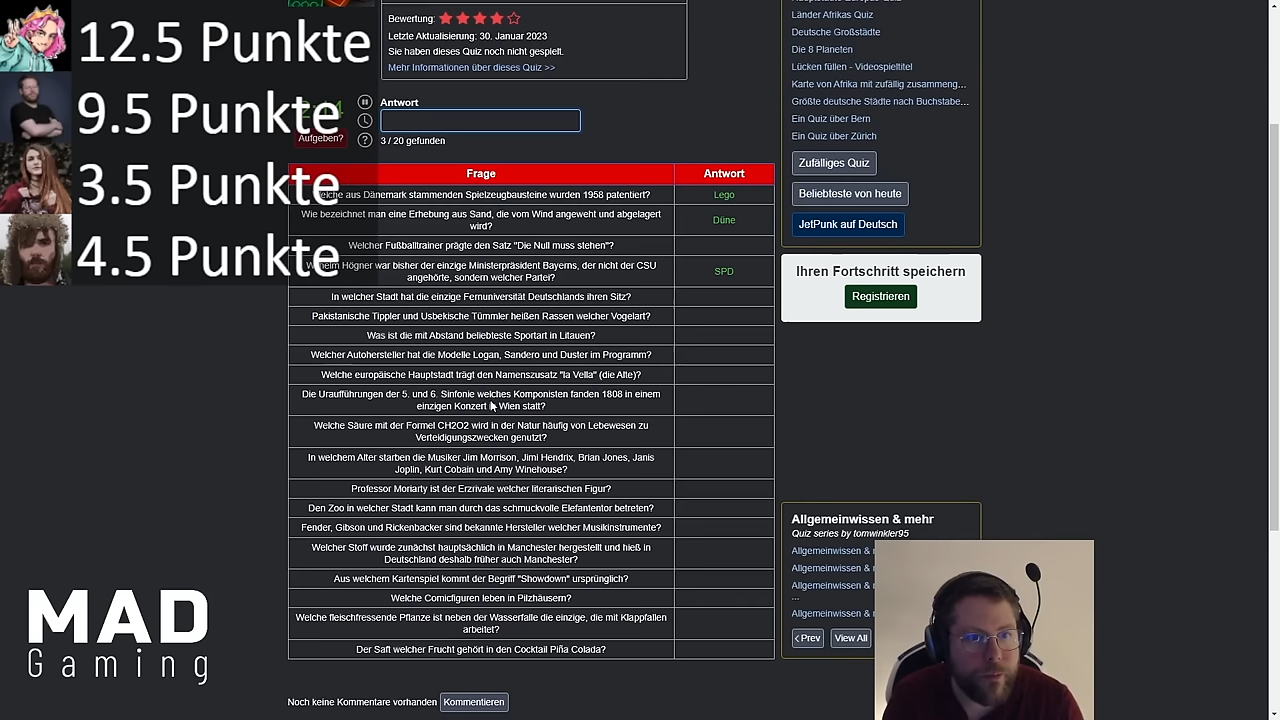 12.5 Punkte
9.5 Punkte
3.5 Punkte
4.5 Punkte
Bewertung:
Letzte Aktualisierung: 30. Januar 2023
Sie haben dieses Quiz noch nicht gespielt.
Mehr Informationen über dieses Quiz >>
Antwort
Aufgeben?
3 / 20 gefunden
Frage
Antwort
Welche aus Dänemark stammenden Spielzeugbausteine wurden 1958 patentiert?
Lego
Wie bezeichnet man eine Erhebung aus Sand, die vom Wind angeweht und abgelagert
wird?
Düne
Welcher Fußballtrainer prägte den Satz "Die Null muss stehen"?
Wilhelm Högner war bisher der einzige Ministerpräsident Bayerns, der nicht der CSU
angehörte, sondern welcher Partei?
SPD
In welcher Stadt hat die einzige Fernuniversität Deutschlands ihren Sitz?
Pakistanische Tippler und Usbekische Tümmler heißen Rassen welcher Vogelart?
Was ist die mit Abstand beliebteste Sportart in Litauen?
Welcher Autohersteller hat die Modelle Logan, Sandero und Duster im Programm?
Welche europäische Hauptstadt trägt den Namenszusatz "la Vella" (die Alte)?
Die Uraufführungen der 5. und 6. Sinfonie welches Komponisten fanden 1808 in einem
einzigen Konzert in Wien statt?
Welche Säure mit der Formel CH2O2 wird in der Natur häufig von Lebewesen zu
Verteidigungszwecken genutzt?
In welchem Alter starben die Musiker Jim Morrison, Jimi Hendrix, Brian Jones, Janis
Joplin, Kurt Cobain und Amy Winehouse?
Professor Moriarty ist der Erzrivale welcher literarischen Figur?
Den Zoo in welcher Stadt kann man durch das schmuckvolle Elefantentor betreten?
Fender, Gibson und Rickenbacker sind bekannte Hersteller welcher Musikinstrumente?
Welcher Stoff wurde zunächst hauptsächlich in Manchester hergestellt und hieß in
Deutschland deshalb früher auch Manchester?
Aus welchem Kartenspiel kommt der Begriff "Showdown" ursprünglich?
Welche Comicfiguren leben in Pilzhäusern?
Welche fleischfressende Pflanze ist neben der Wasserfalle die einzige, die mit Klappfallen
arbeitet?
Der Saft welcher Frucht gehört in den Cocktail Piña Colada?
Noch keine Kommentare vorhanden
Kommentieren
Länder Afrikas Quiz
Deutsche Großstädte
Die 8 Planeten
Lücken füllen - Videospieltitel
Karte von Afrika mit zufällig zusammeng...
Größte deutsche Städte nach Buchstabe...
Ein Quiz über Bern
Ein Quiz über Zürich
Zufälliges Quiz
Beliebteste von heute
JetPunk auf Deutsch
Ihren Fortschritt speichern
Registrieren
Allgemeinwissen & mehr
Quiz series by tomwinkler95
Allgemeinwissen &
Allgemeinwissen &
Allgemeinwissen &
...
Allgemeinwissen &
‹ Prev
View All
MAD
Gaming